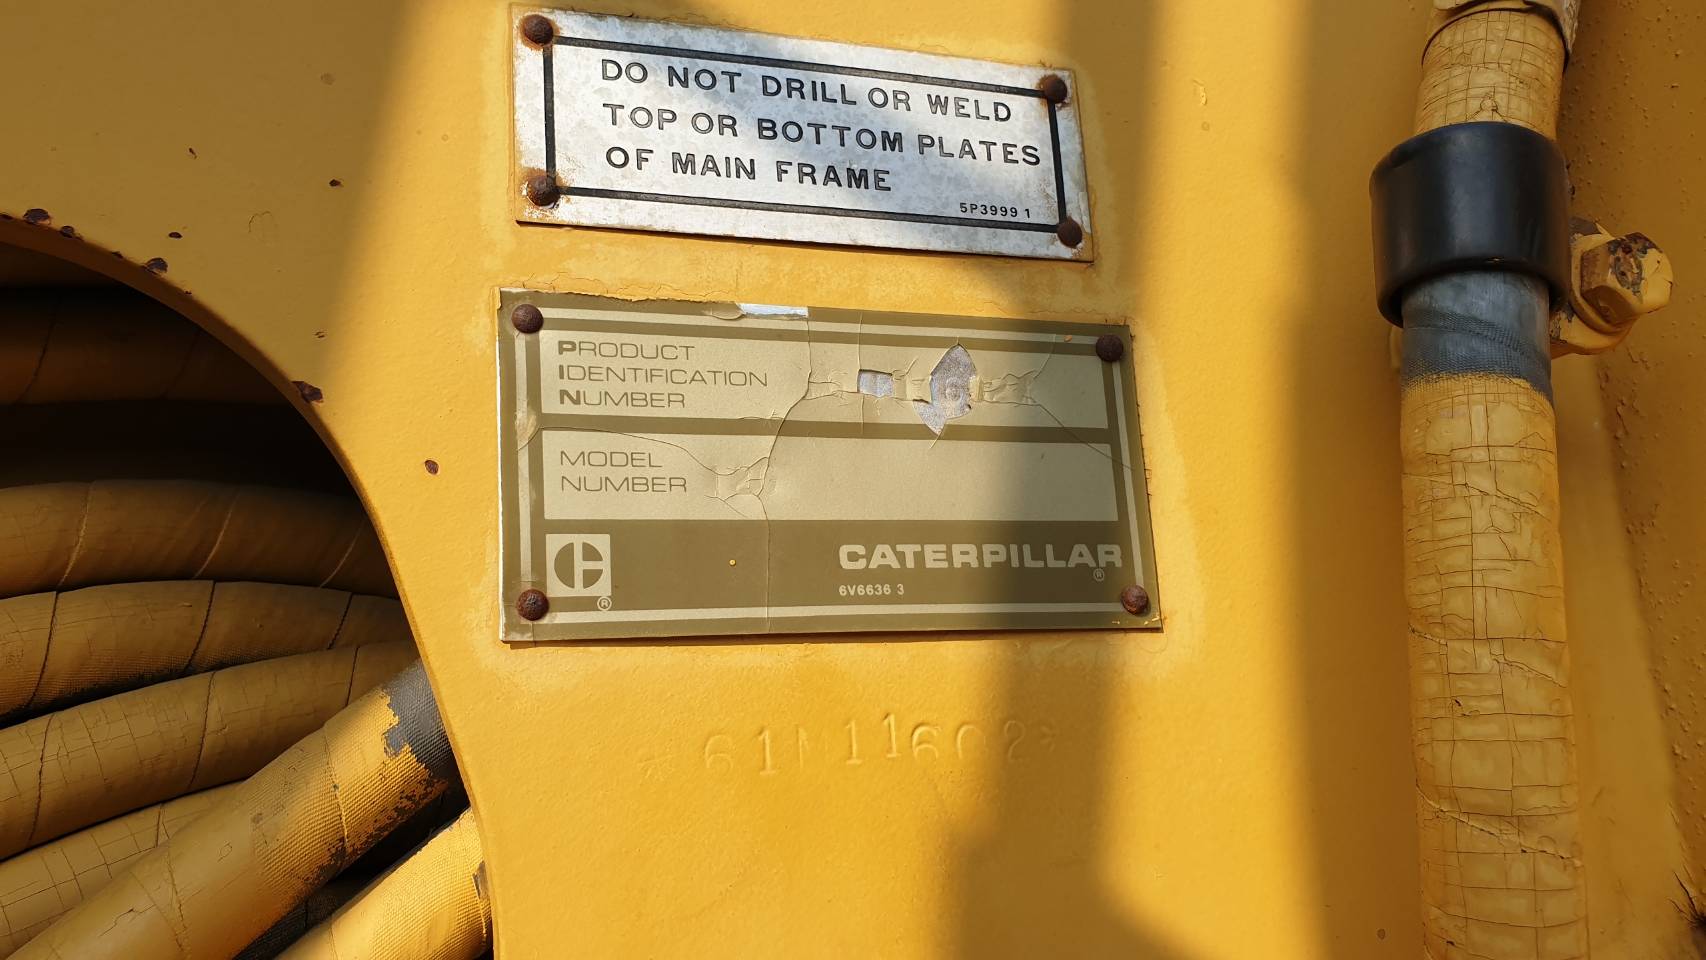 DO NOT DRILL OR WELD
TOP OR BOTTOM PLATES
OF MAIN FRAME
5P3999 1
PRODUCT
IDENTIFICATION
NUMBER
MODEL
NUMBER
CATERPILLAR
®
®
6V6636 3
*61M11602*